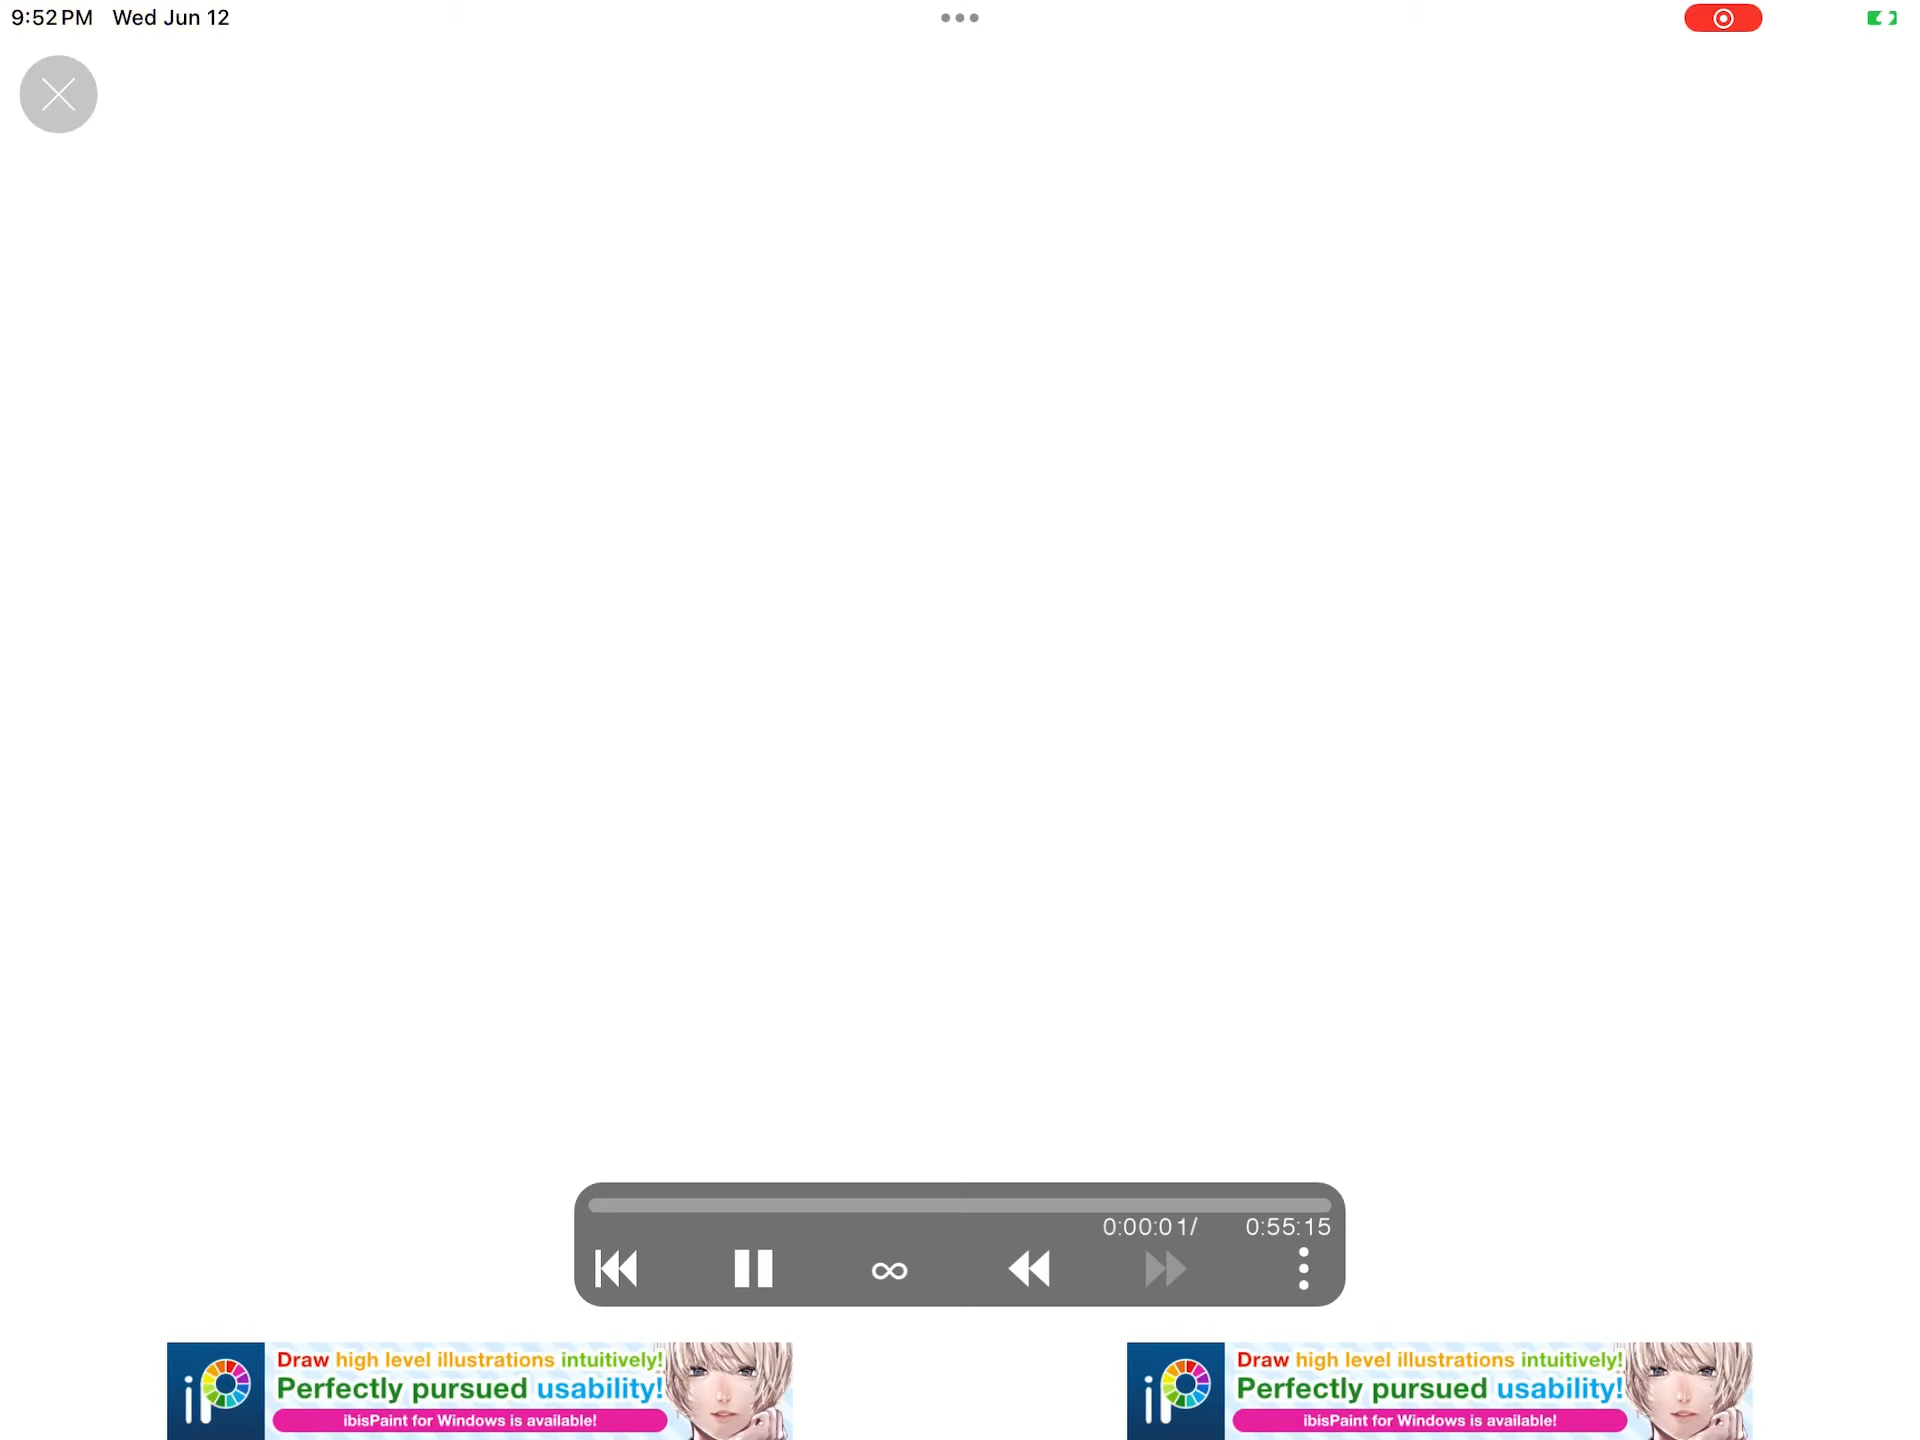 9:52 PM Wed Jun 12
0:00:01/ 0:55:15
iP
Draw high level illustrations intuitively!
Perfectly pursued usability!
ibisPaint for Windows is available!
iP
Draw high level illustrations intuitively!
Perfectly pursued usability!
ibisPaint for Windows is available!